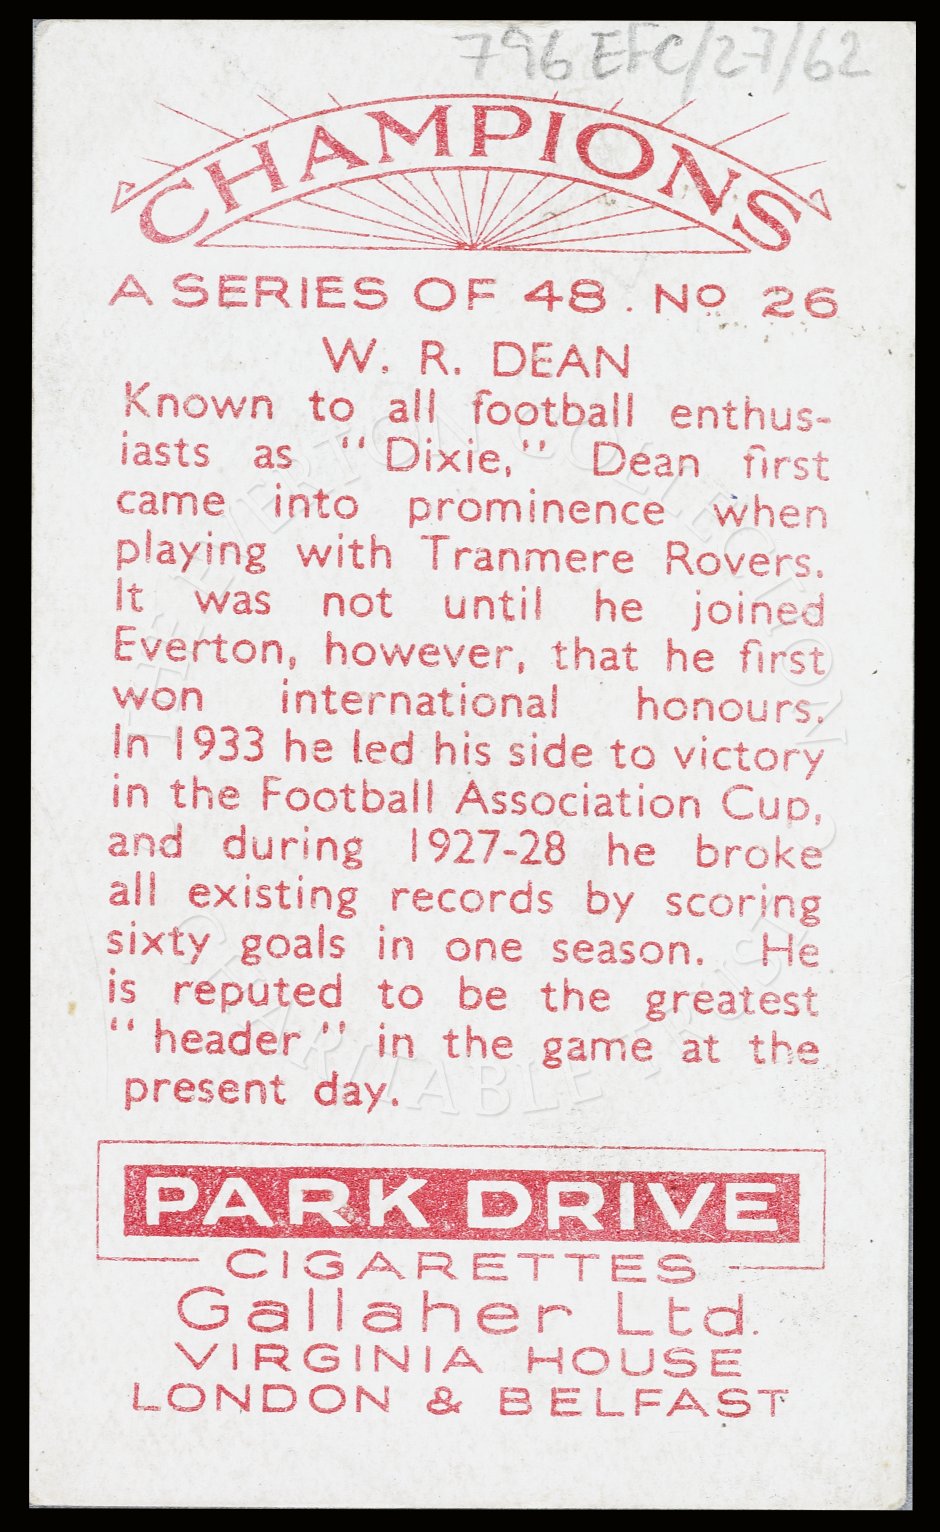 796 EFC/27/62
CHAMPIONS
A SERIES OF 48. No 26
W. R. DEAN
Known to all football enthus-
iasts as "Dixie," Dean first
came into prominence when
playing with Tranmere Rovers.
It was not until he joined
Everton, however, that he first
won international honours.
In 1933 he led his side to victory
in the Football Association Cup,
and during 1927-28 he broke
all existing records by scoring
sixty goals in one season. He
is reputed to be the greatest
"header" in the game at the
present day.
PARK DRIVE
CIGARETTES
Gallaher Ltd.
VIRGINIA HOUSE
LONDON & BELFAST
THE EVERTON COLLECTION
CHARITABLE TRUST